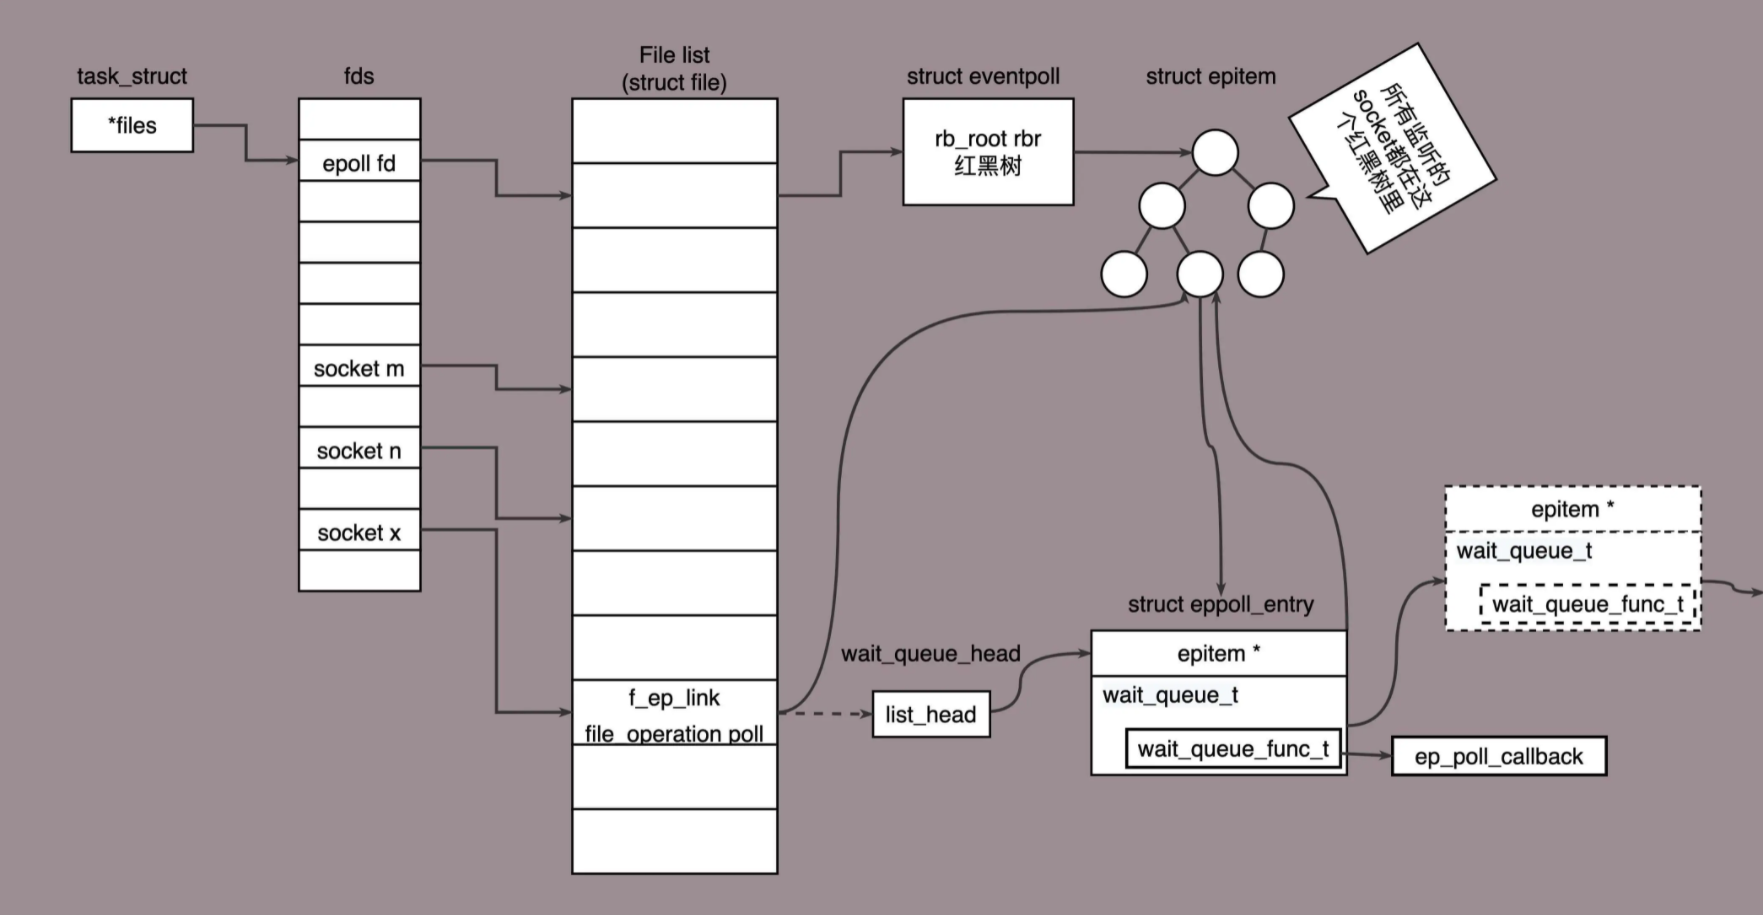 task_struct
*files
fds
epoll fd
socket m
socket n
socket x
File list
(struct file)
f_ep_link
file_operation poll
struct eventpoll
rb_root rbr
红黑树
struct epitem
所有监听的
socket都在这
个红黑树里
wait_queue_head
list_head
struct eppoll_entry
epitem *
wait_queue_t
wait_queue_func_t
ep_poll_callback
epitem *
wait_queue_t
wait_queue_func_t